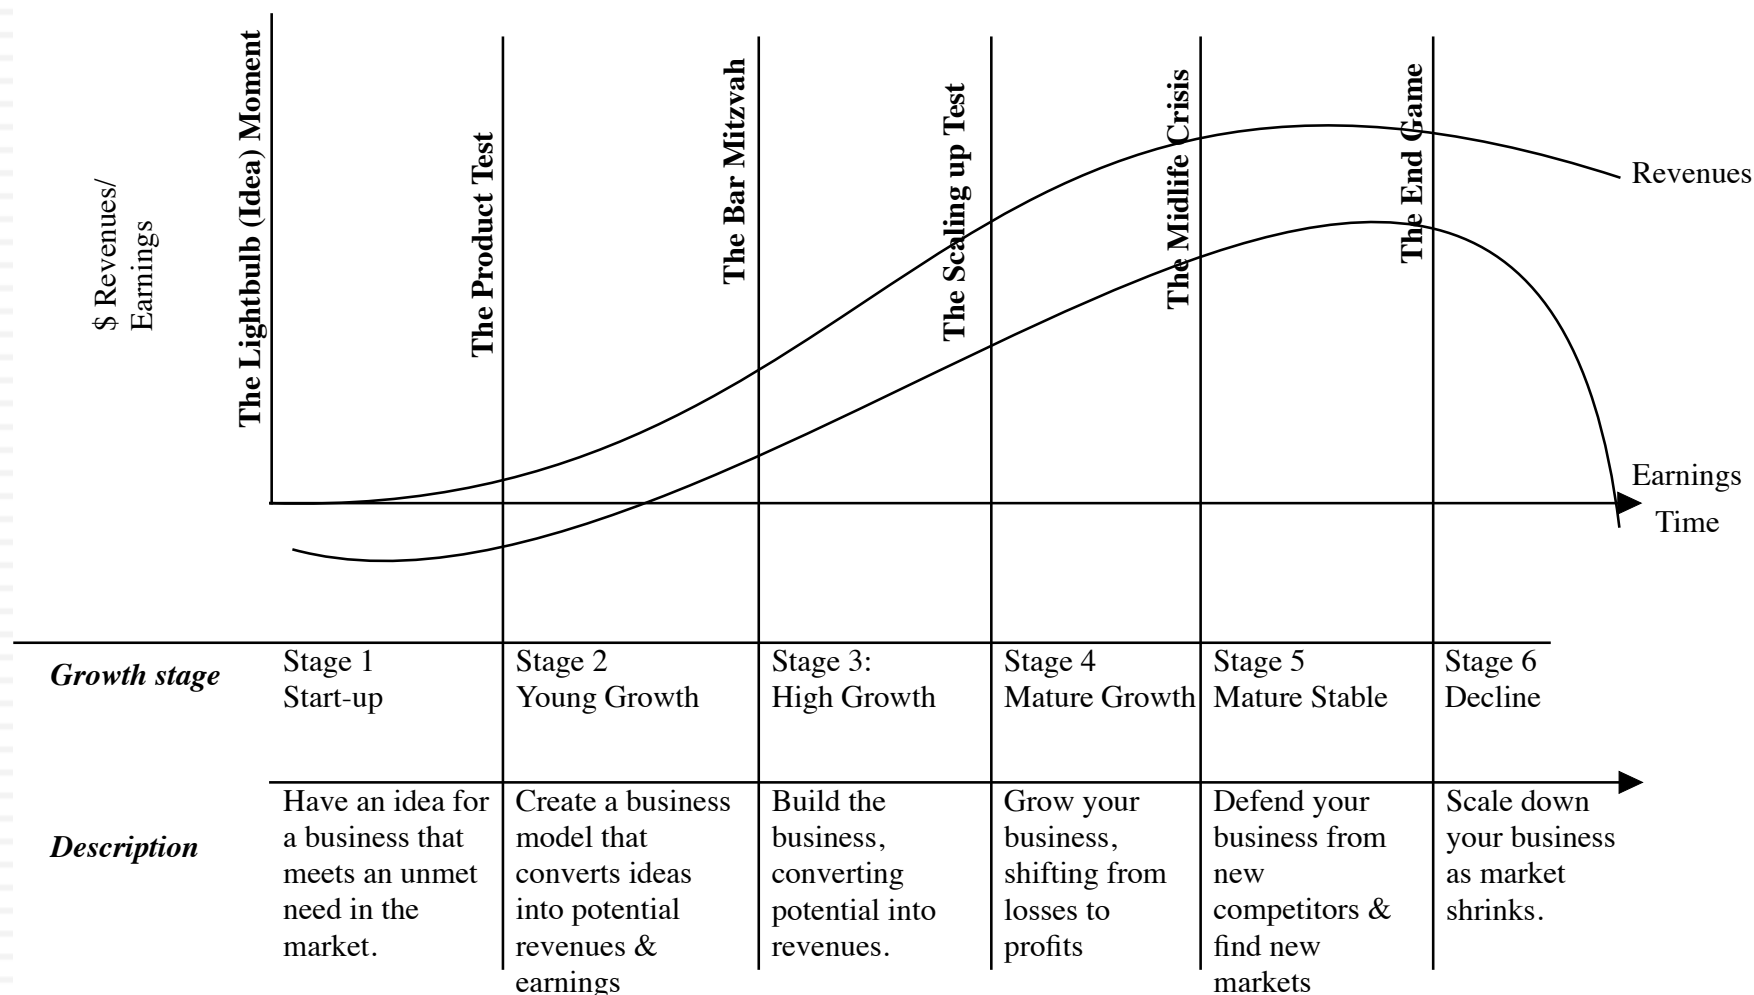 $ Revenues/
Earnings
The Lightbulb (Idea) Moment
The Product Test
The Bar Mitzvah
The Scaling up Test
The Midlife Crisis
The End Game
Revenues
Earnings
Time
Growth stage
Stage 1
Start-up
Stage 2
Young Growth
Stage 3:
High Growth
Stage 4
Mature Growth
Stage 5
Mature Stable
Stage 6
Decline
Description
Have an idea for
a business that
meets an unmet
need in the
market.
Create a business
model that
converts ideas
into potential
revenues &
earnings
Build the
business,
converting
potential into
revenues.
Grow your
business,
shifting from
losses to
profits
Defend your
business from
new
competitors &
find new
markets
Scale down
your business
as market
shrinks.